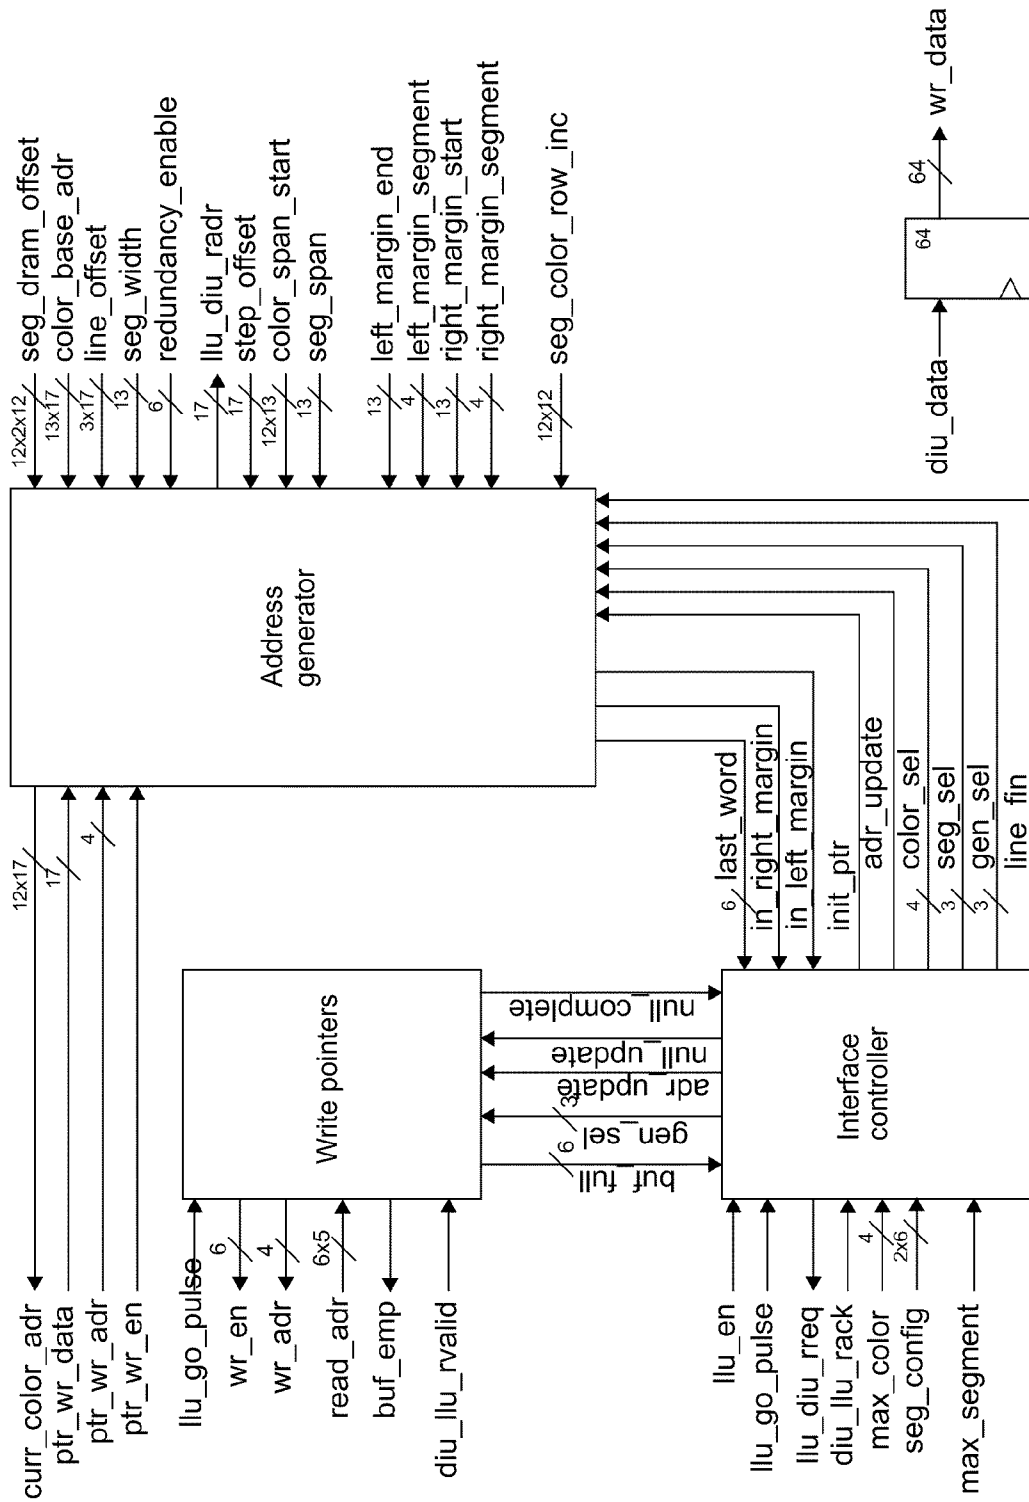 curr_color_adr
12x17
ptr_wr_data
17
ptr_wr_adr
4
ptr_wr_en
Address
generator
12x2x12
seg_dram_offset
13x17
color_base_adr
3x17
line_offset
13
seg_width
6
redundancy_enable
17
llu_diu_radr
17
step_offset
12x13
color_span_start
13
seg_span
13
left_margin_end
4
left_margin_segment
13
right_margin_start
4
right_margin_segment
12x12
seg_color_row_inc
llu_go_pulse
6
wr_en
4
wr_adr
6x5
read_adr
buf_emp
diu_llu_rvalid
Write pointers
null_complete
null_update
adr_update
3
gen_sel
6
buf_full
6
last_word
in_right_margin
in_left_margin
init_ptr
adr_update
4
color_sel
3
seg_sel
3
gen_sel
line_fin
llu_en
llu_go_pulse
llu_diu_rreq
diu_llu_rack
4
max_color
2x6
seg_config
max_segment
Interface
controller
diu_data
64
64
wr_data